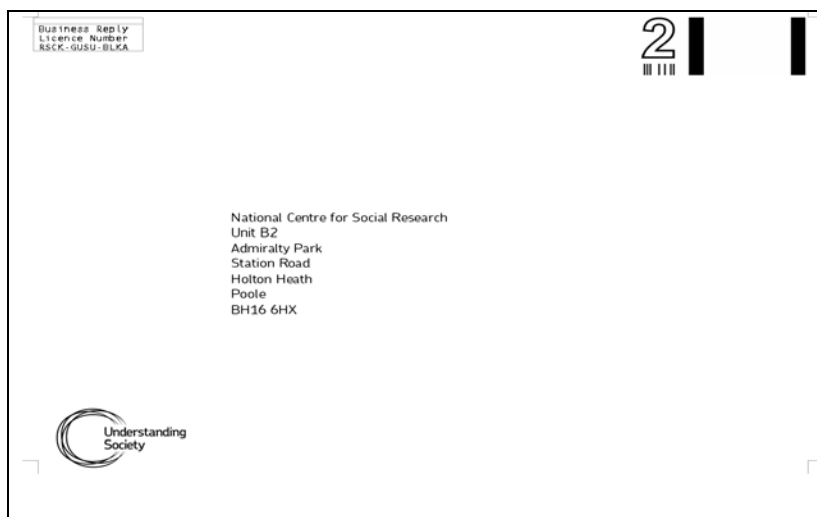 Business Reply
Licence Number
RSCK-GUSU-BLKA
2
National Centre for Social Research
Unit B2
Admiralty Park
Station Road
Holton Heath
Poole
BH16 6HX
Understanding
Society